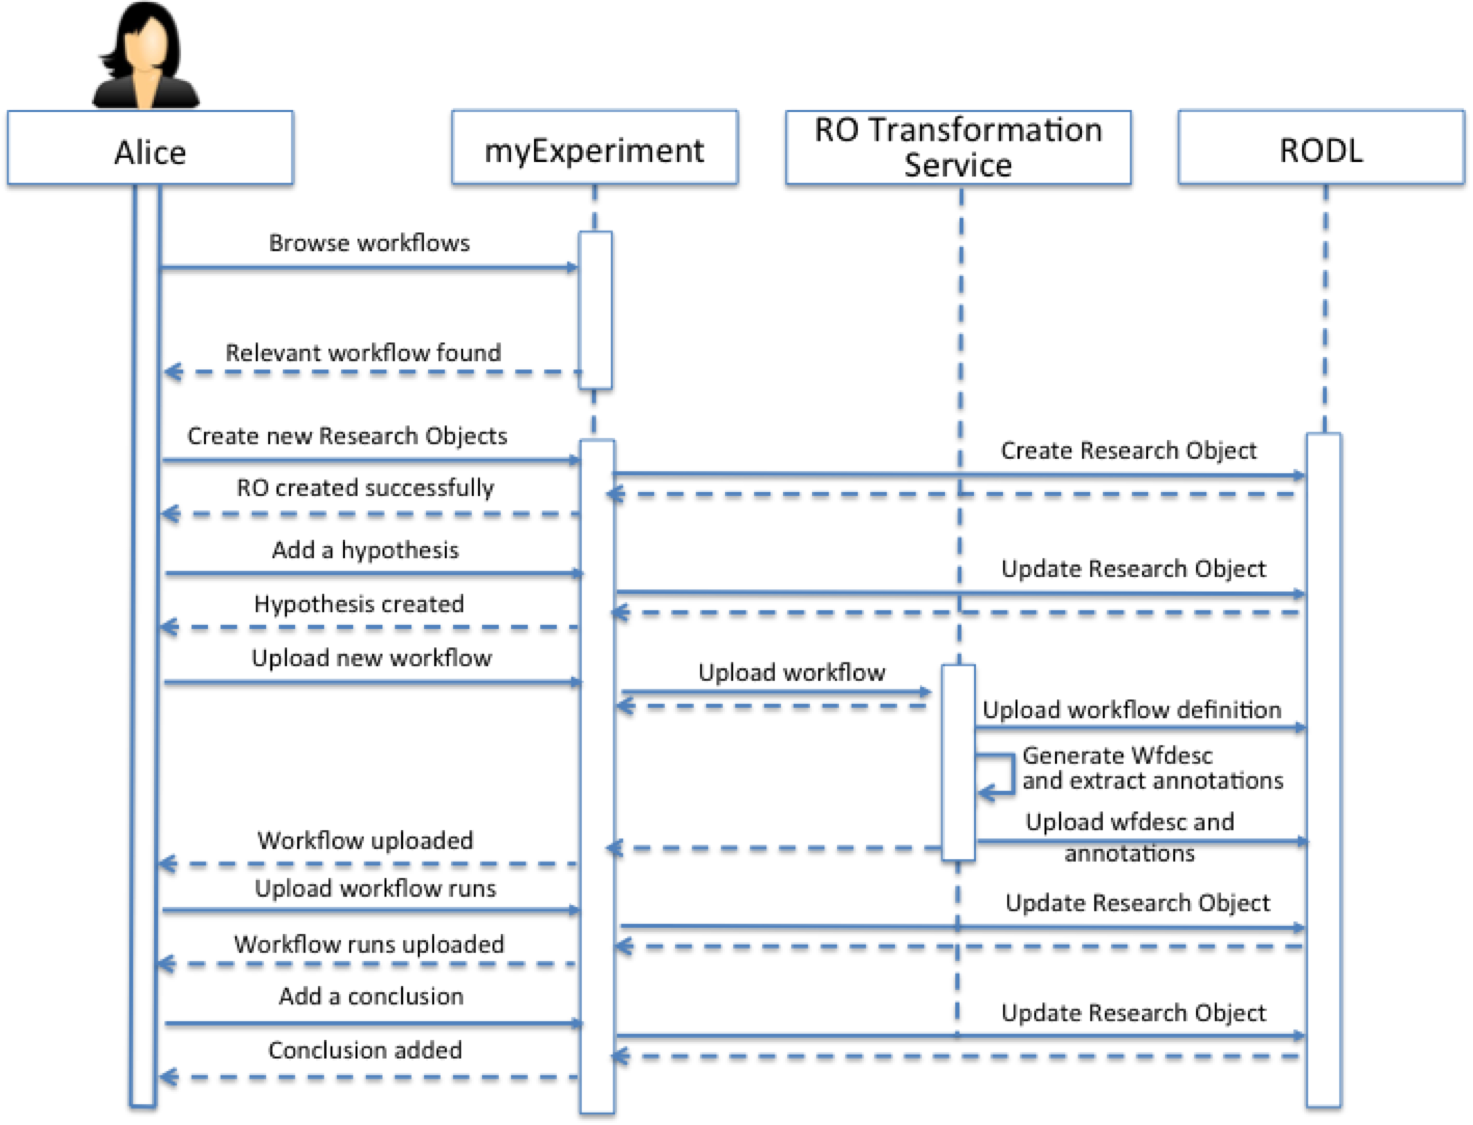 Alice
myExperiment
RO Transformation
Service
RODL
Browse workflows
Relevant workflow found
Create new Research Objects
Create Research Object
RO created successfully
Add a hypothesis
Update Research Object
Hypothesis created
Upload new workflow
Upload workflow
Upload workflow definition
Generate Wfdesc
and extract annotations
Upload wfdesc and
annotations
Workflow uploaded
Upload workflow runs
Update Research Object
Workflow runs uploaded
Add a conclusion
Update Research Object
Conclusion added